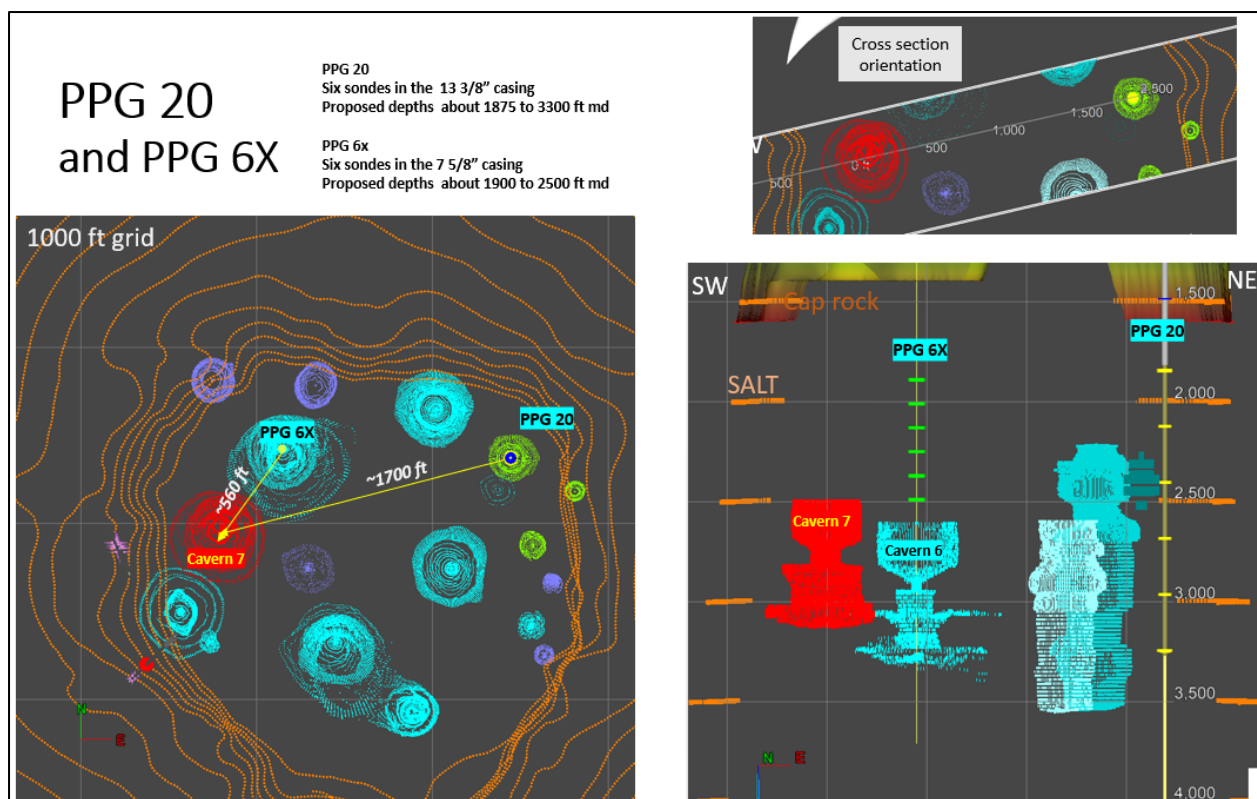 PPG 20
and PPG 6X
PPG 20
Six sondes in the 13 3/8” casing
Proposed depths about 1875 to 3300 ft md
PPG 6x
Six sondes in the 7 5/8” casing
Proposed depths about 1900 to 2500 ft md
Cross section
orientation
2,500
1,500
1,000
500
0
500
1000 ft grid
PPG 20
PPG 6X
~1700 ft
~560 ft
Cavern 7
N
E
SW
NE
Cap rock
1,500
PPG 20
PPG 6X
SALT
2,000
2,500
Cavern 7
Cavern 6
3,000
3,500
N
E
4,000